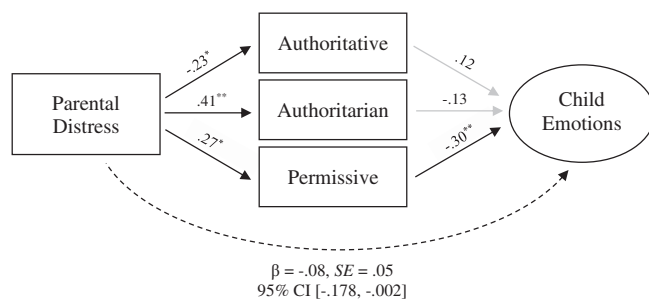 Authoritative
-.23*
.12
Parental
Distress
.41**
Authoritarian
-.13
Child
Emotions
.27*
Permissive
-.30**
β = -.08, SE = .05
95% CI [-.178, -.002]